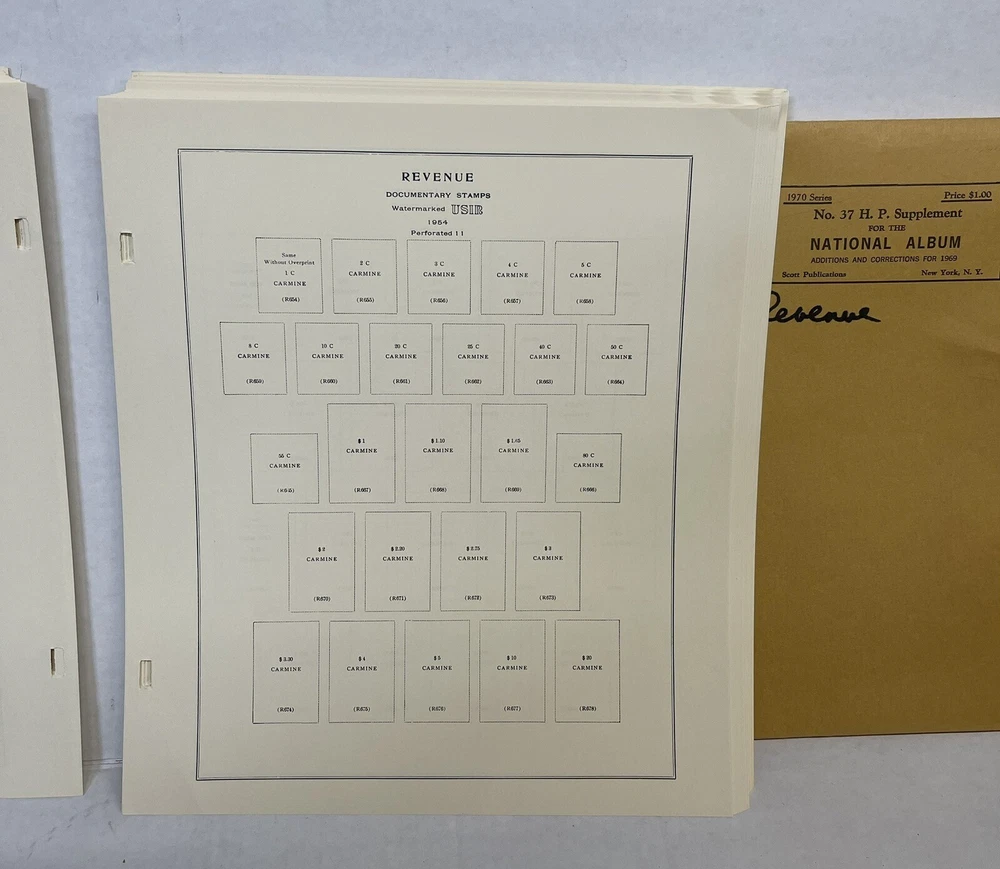 REVENUE
DOCUMENTARY STAMPS
Watermarked USIR
1954
Perforated 11
Same
Without Overprint
1 C
CARMINE
(R654)
2 C
CARMINE
(R655)
3 C
CARMINE
(R656)
4 C
CARMINE
(R657)
5 C
CARMINE
(R658)
8 C
CARMINE
(R659)
10 C
CARMINE
(R660)
20 C
CARMINE
(R661)
25 C
CARMINE
(R662)
40 C
CARMINE
(R663)
50 C
CARMINE
(R664)
55 C
CARMINE
$1
CARMINE
(R667)
$1.10
CARMINE
(R668)
$1.65
CARMINE
(R669)
80 C
CARMINE
(R666)
$2
CARMINE
(R670)
$2.20
CARMINE
(R671)
$2.75
CARMINE
(R672)
$3
CARMINE
(R673)
$3.30
CARMINE
(R674)
$4
CARMINE
(R675)
$5
CARMINE
(R676)
$10
CARMINE
(R677)
$20
CARMINE
(R678)
1970 Series
Price $1.00
No. 37 H. P. Supplement
FOR THE
NATIONAL ALBUM
ADDITIONS AND CORRECTIONS FOR 1969
Scott Publications
New York, N. Y.
Revenue